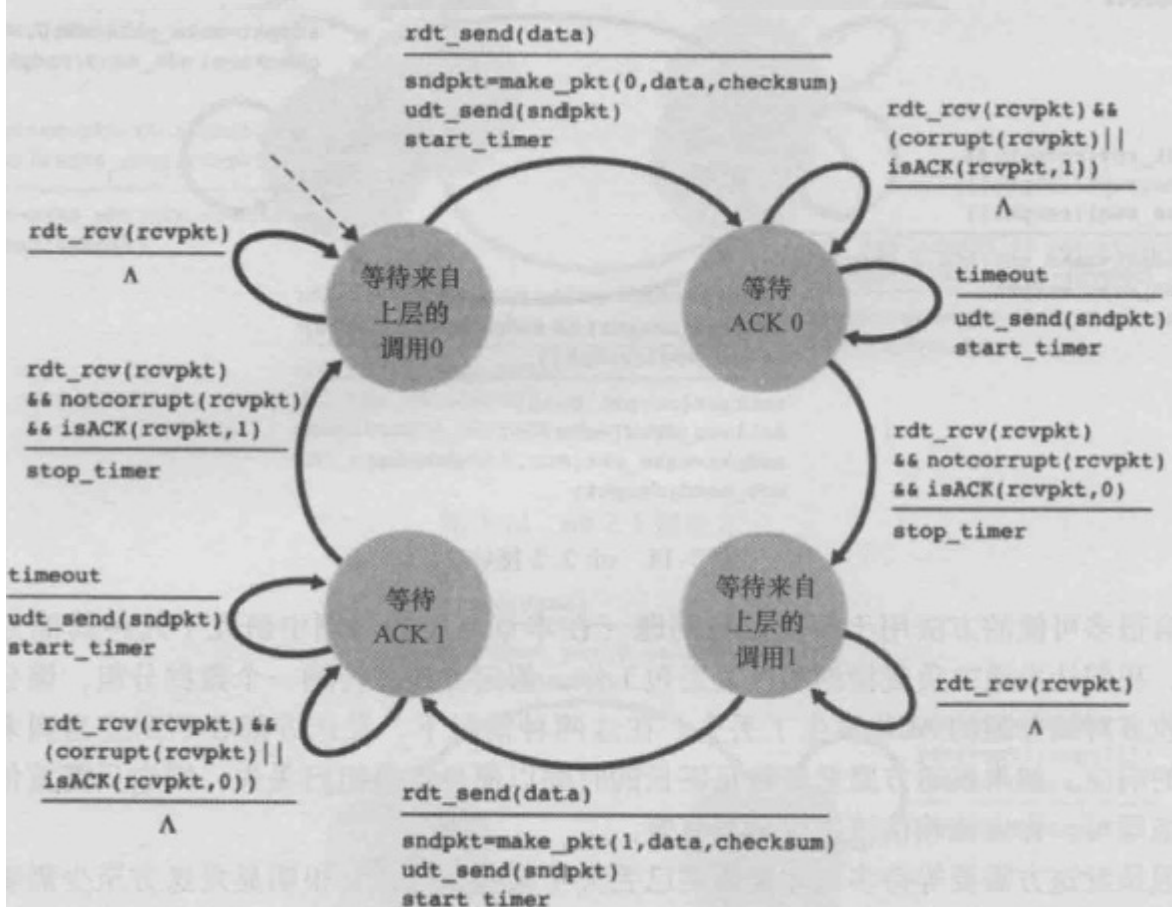 rdt_send(data)
sndpkt=make_pkt(0,data,checksum)
udt_send(sndpkt)
start_timer
rdt_rcv(rcvpkt) &&
(corrupt(rcvpkt)||
isACK(rcvpkt,1))
Λ
rdt_rcv(rcvpkt)
Λ
等待来自
上层的
调用0
等待
ACK 0
timeout
udt_send(sndpkt)
start_timer
rdt_rcv(rcvpkt)
&& notcorrupt(rcvpkt)
&& isACK(rcvpkt,1)
stop_timer
rdt_rcv(rcvpkt)
&& notcorrupt(rcvpkt)
&& isACK(rcvpkt,0)
stop_timer
timeout
udt_send(sndpkt)
start_timer
等待
ACK 1
等待来自
上层的
调用1
rdt_rcv(rcvpkt)
Λ
rdt_rcv(rcvpkt) &&
(corrupt(rcvpkt)||
isACK(rcvpkt,0))
Λ
rdt_send(data)
sndpkt=make_pkt(1,data,checksum)
udt_send(sndpkt)
start_timer